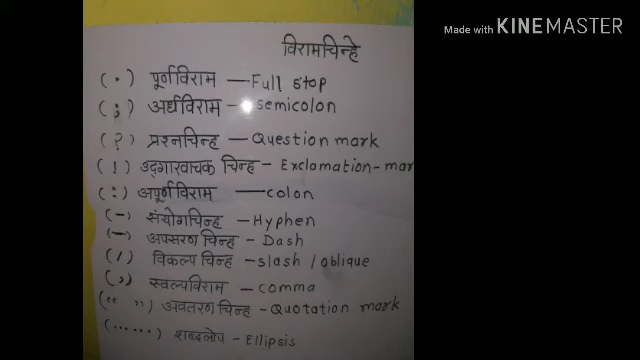 Made with KINEMASTER
विरामचिन्हे
(.) पूर्णविराम — Full stop
(;) अर्धविराम - semicolon
(?) प्रश्नचिन्ह — Question mark
(!) उद्गारवाचक चिन्ह - Exclamation-mar
(:) अपूर्णविराम — colon
(-) संयोगचिन्ह — Hyphen
(—) अपसरण चिन्ह - Dash
(/) विकल्प चिन्ह - slash / oblique
(,) स्वल्पविराम - comma
(“ ”) अवतरण चिन्ह - Quotation mark
(......) शब्दलोप - Ellipsis